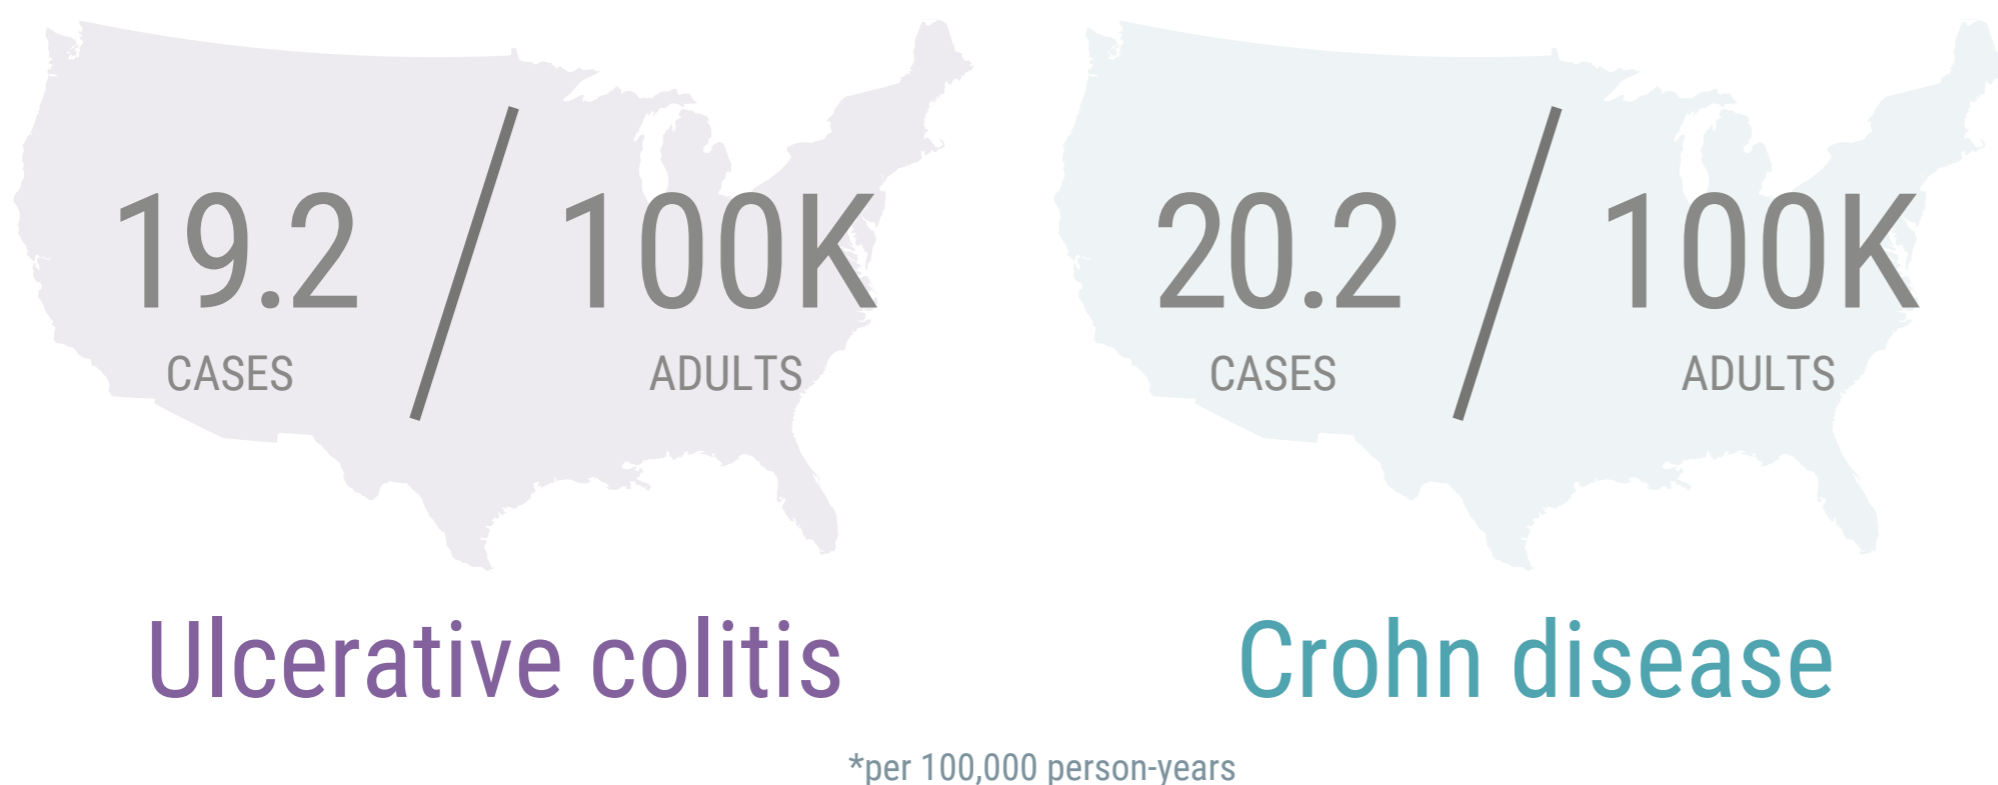 19.2 / 100K
CASES ADULTS
Ulcerative colitis
20.2 / 100K
CASES ADULTS
Crohn disease
*per 100,000 person-years